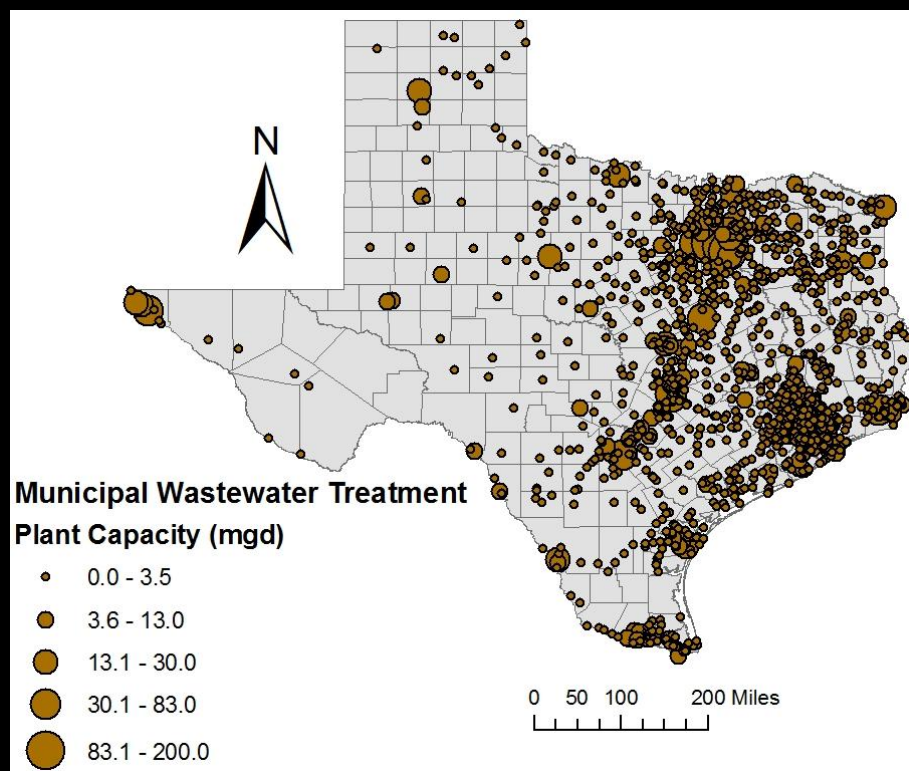 N
Municipal Wastewater Treatment
Plant Capacity (mgd)
0.0 - 3.5
3.6 - 13.0
13.1 - 30.0
30.1 - 83.0
83.1 - 200.0
0 50 100 200 Miles